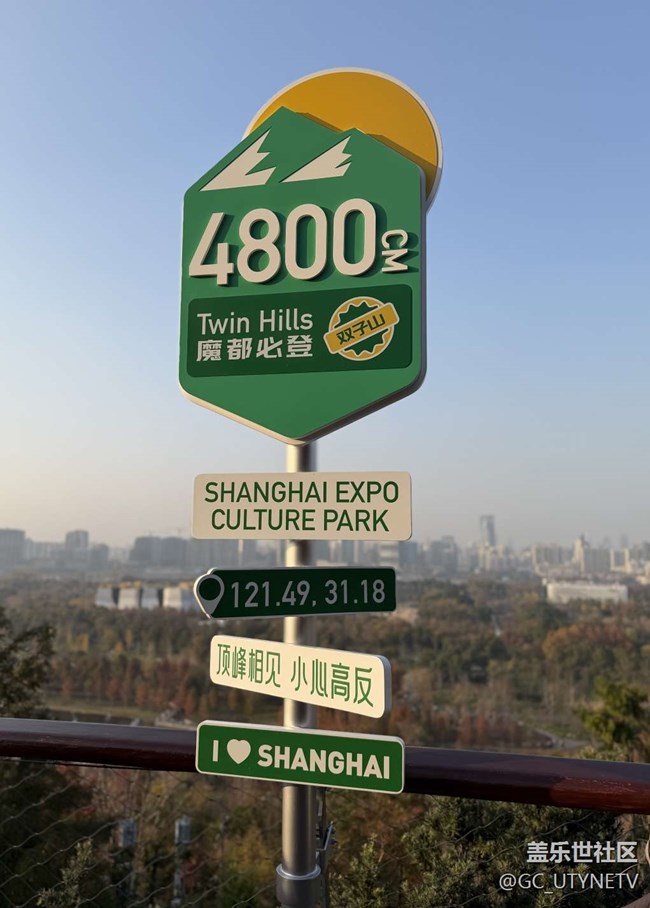 4800CM
Twin Hills
魔都必登
双子山
SHANGHAI EXPO
CULTURE PARK
121.49, 31.18
顶峰相见 小心高反
I ♥ SHANGHAI
盖乐世社区
@GC_UTYNETV